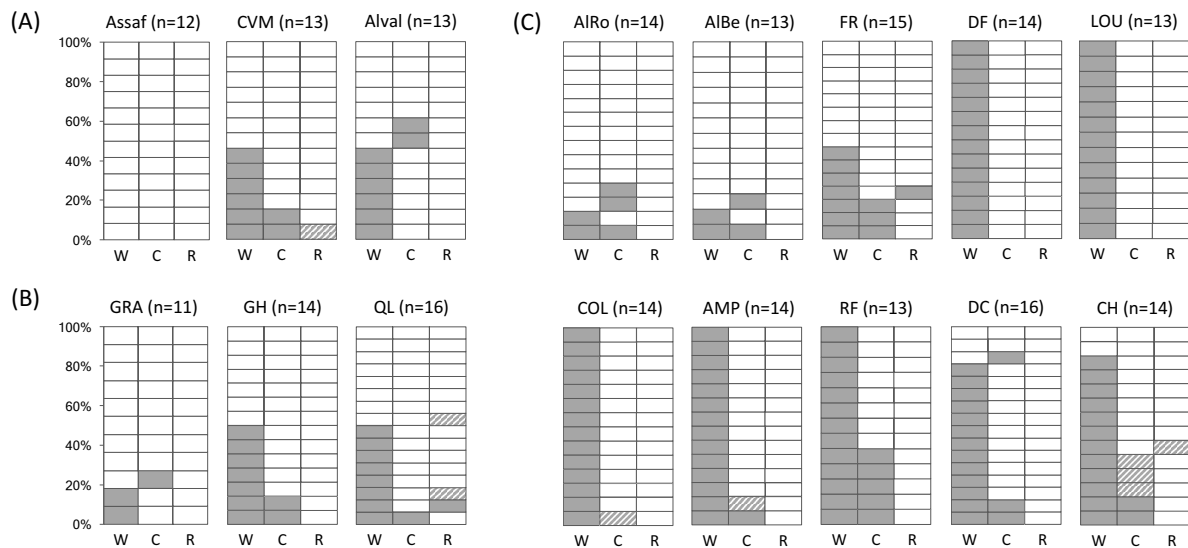 (A)
Assaf (n=12) CVM (n=13) Alval (n=13)
100%
80%
60%
40%
20%
0%
W C R W C R W C R
(B)
GRA (n=11) GH (n=14) QL (n=16)
100%
80%
60%
40%
20%
0%
W C R W C R W C R
(C)
AlRo (n=14) AlBe (n=13) FR (n=15) DF (n=14) LOU (n=13)
W C R W C R W C R W C R W C R
COL (n=14) AMP (n=14) RF (n=13) DC (n=16) CH (n=14)
W C R W C R W C R W C R W C R